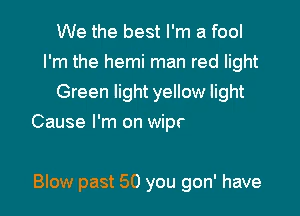 We the best I'm a fool
I'm the hemi man red light
Green light yellow light
Cause I'm on wipr
Blow past 50 you gon' have